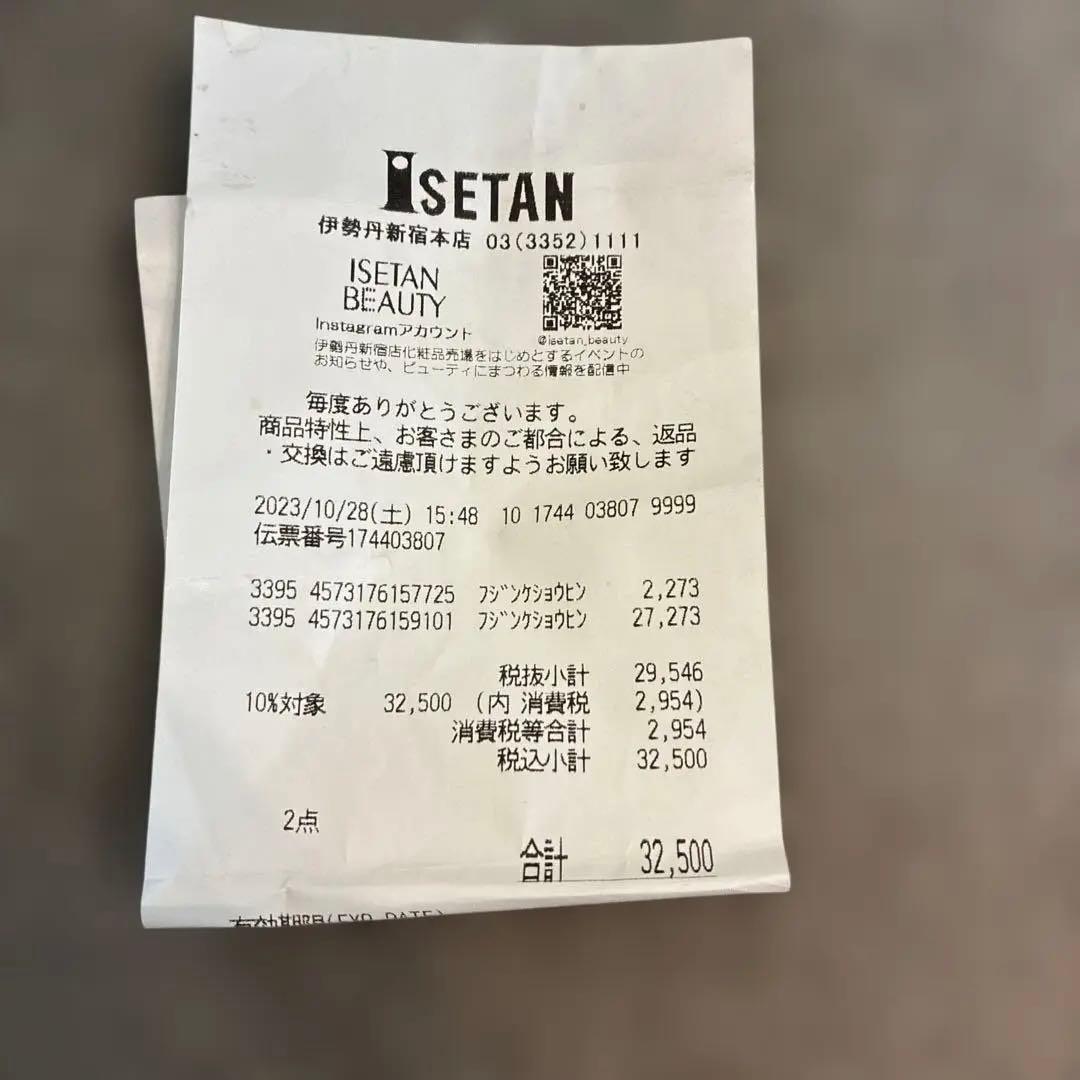 ISETAN
伊勢丹新宿本店 03(3352)1111
ISETAN
BEAUTY
Instagramアカウント
@isetan_beauty
伊勢丹新宿店化粧品売場をはじめとするイベントの
お知らせや、ビューティにまつわる情報を配信中
毎度ありがとうございます。
商品特性上、お客さまのご都合による、返品
・交換はご遠慮頂けますようお願い致します
2023/10/28(土) 15:48 10 1744 03807 9999
伝票番号174403807
3395 4573176157725 フジンケショウヒン 2,273
3395 4573176159101 フジンケショウヒン 27,273
税抜小計 29,546
10%対象 32,500 (内 消費税 2,954)
消費税等合計 2,954
税込小計 32,500
2点
合計 32,500
有効期限(EXP DATE)